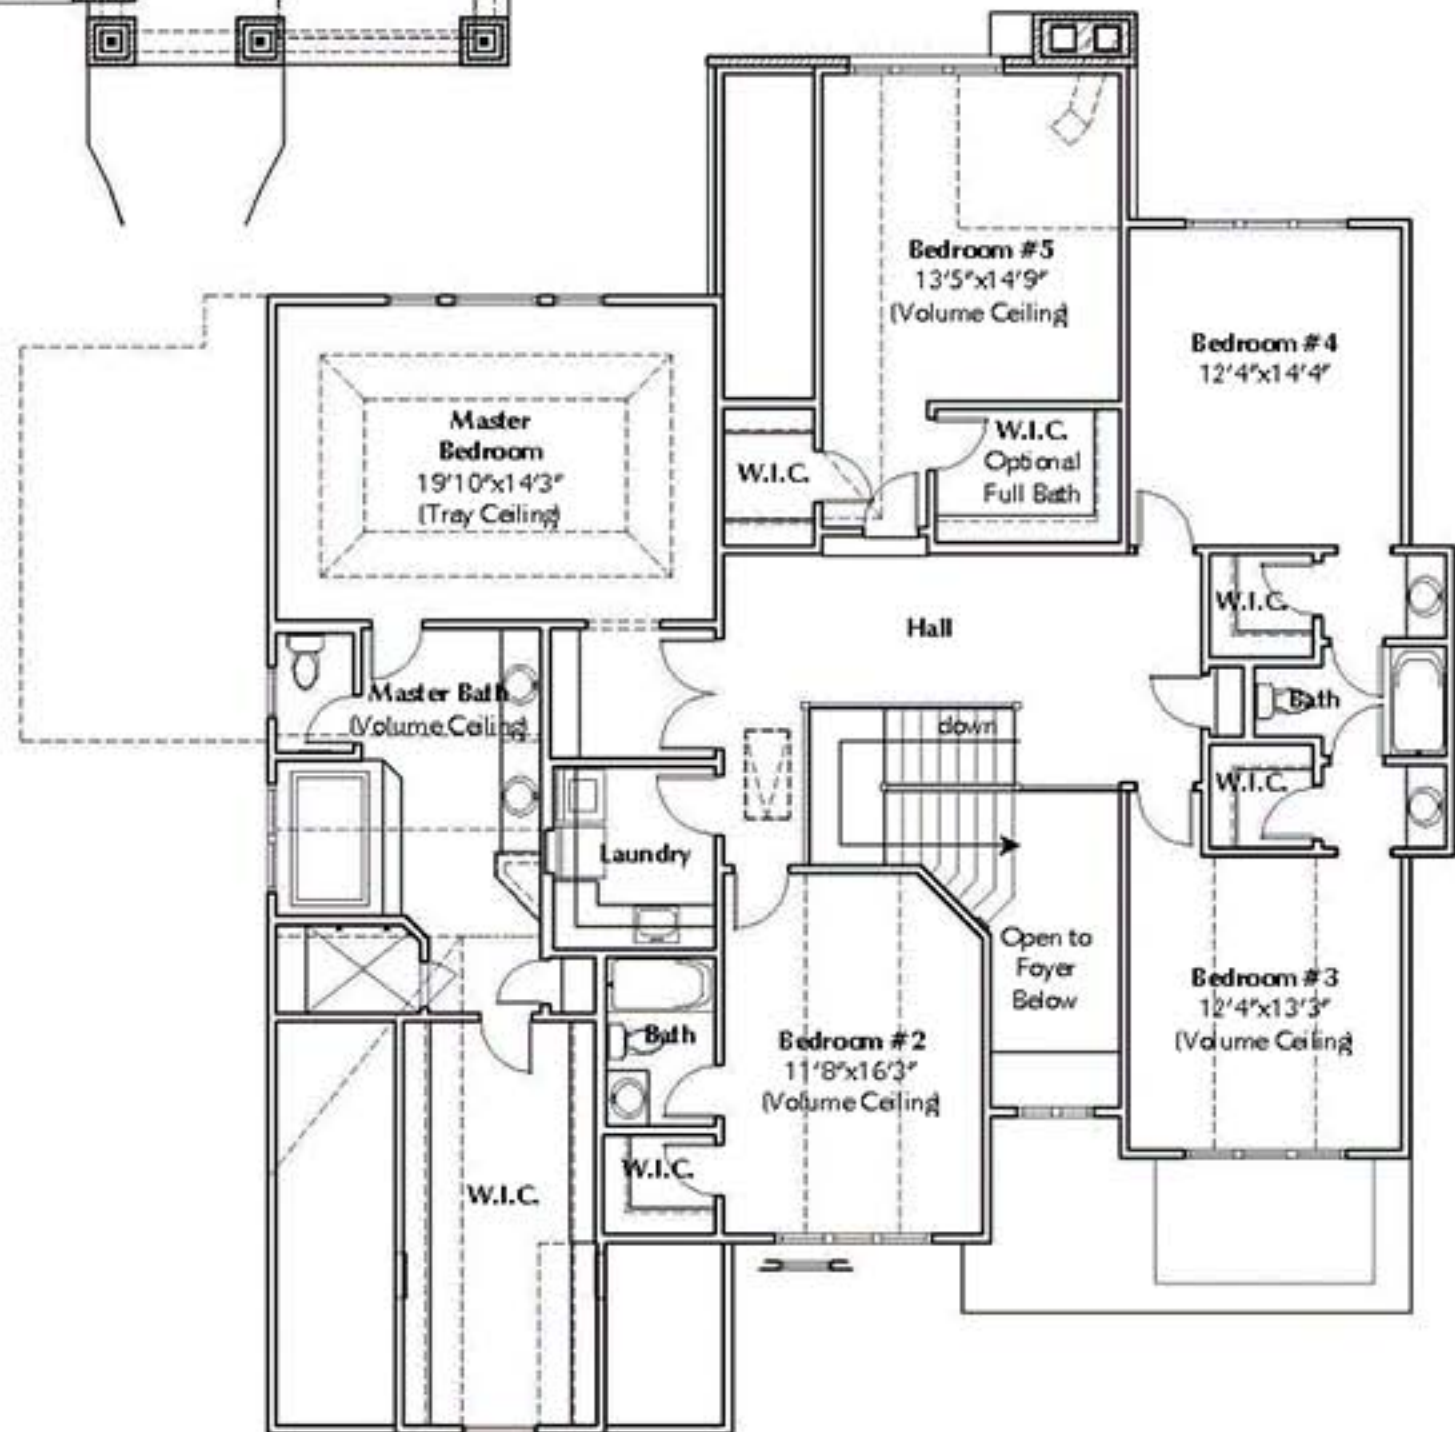 Bedroom #5
13'5"x14'9"
(Volume Ceiling)
Bedroom #4
12'4"x14'4"
Master
Bedroom
19'10"x14'3"
(Tray Ceiling)
W.I.C.
W.I.C.
Optional
Full Bath
W.I.C.
Hall
Master Bath
(Volume Ceiling)
Bath
down
W.I.C.
Laundry
Open to
Foyer
Below
Bedroom #3
12'4"x13'3"
(Volume Ceiling)
Bath
Bedroom #2
11'8"x16'3"
(Volume Ceiling)
W.I.C.
W.I.C.